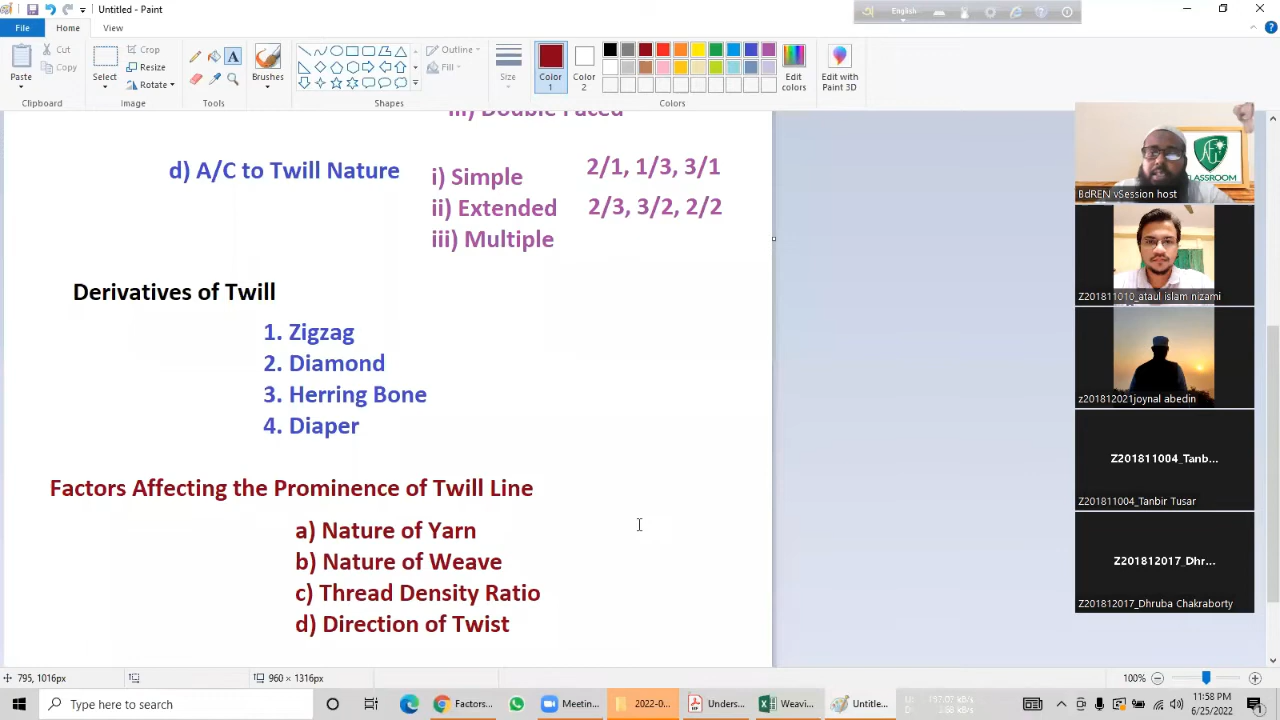 Untitled - Paint
English
File
Home
View
Paste
Cut
Copy
Clipboard
Select
Crop
Resize
Rotate
Image
A
Tools
Brushes
Shapes
Outline
Fill
Size
Color 1
Color 2
Edit colors
Colors
Edit with Paint 3D
iii) Double Faced
d) A/C to Twill Nature
i) Simple 2/1, 1/3, 3/1
ii) Extended 2/3, 3/2, 2/2
iii) Multiple
Derivatives of Twill
1. Zigzag
2. Diamond
3. Herring Bone
4. Diaper
Factors Affecting the Prominence of Twill Line
a) Nature of Yarn
b) Nature of Weave
c) Thread Density Ratio
d) Direction of Twist
CLASSROOM
BdREN vSession host
Z201811010_ataul islam nizami
z201812021joynal abedin
Z201811004_Tanb...
Z201811004_Tanbir Tusar
Z201812017_Dhr...
Z201812017_Dhruba Chakraborty
795, 1016px
960 × 1316px
100%
Type here to search
Factors...
Meetin...
2022-0...
Unders...
Weavi...
Untitle...
U:
D:
11:58 PM
6/25/2022